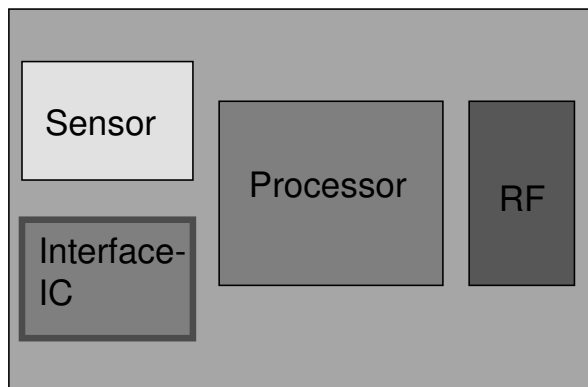 Sensor
Processor
RF
Interface-
IC